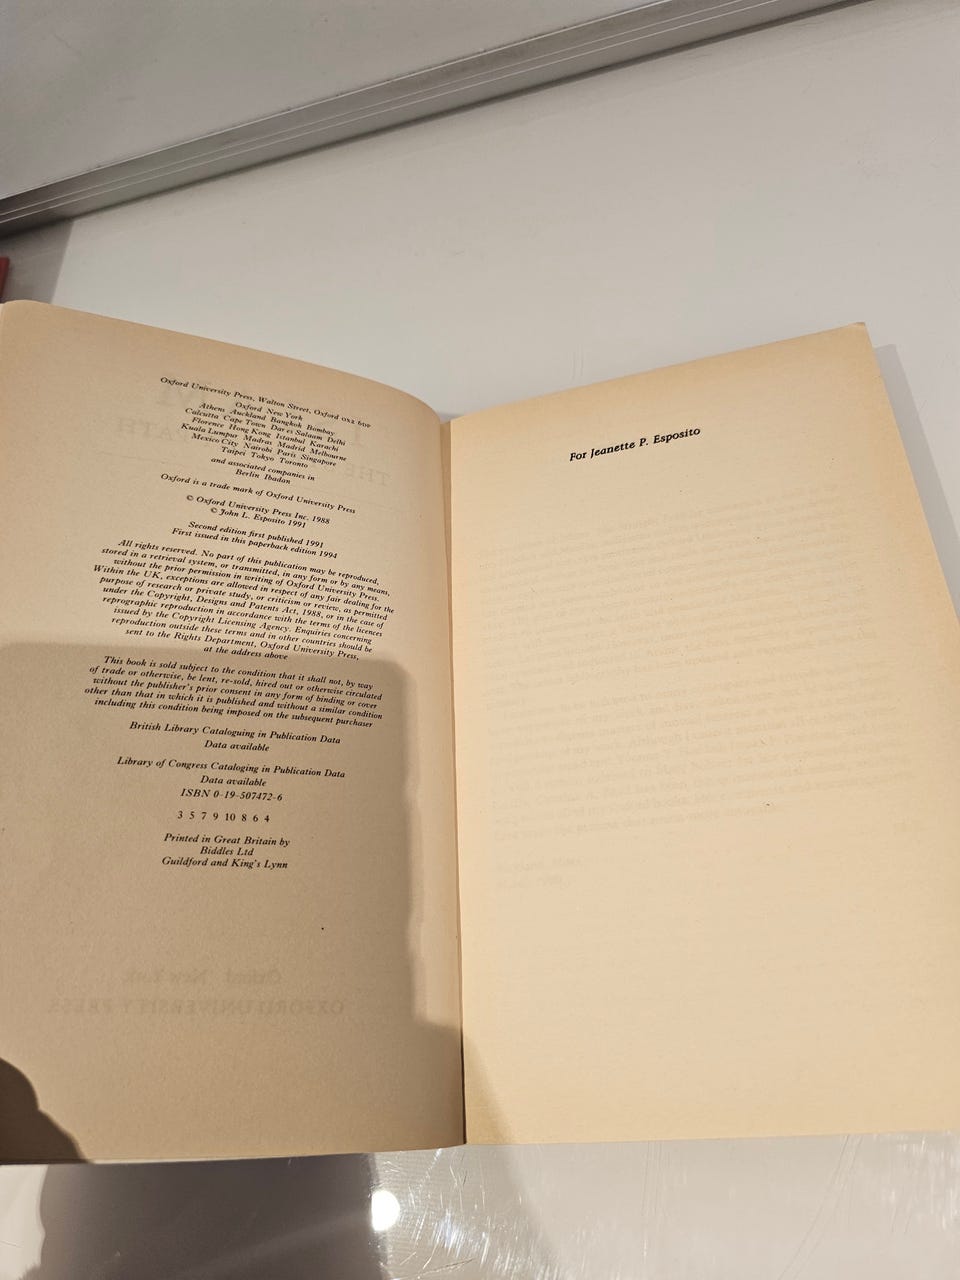 Oxford University Press, Walton Street, Oxford OX2 6DP
Oxford New York
Athens Auckland Bangkok Bombay
Calcutta Cape Town Dar es Salaam Delhi
Florence Hong Kong Istanbul Karachi
Kuala Lumpur Madras Madrid Melbourne
Mexico City Nairobi Paris Singapore
Taipei Tokyo Toronto
and associated companies in
Berlin Ibadan
Oxford is a trade mark of Oxford University Press
© Oxford University Press Inc. 1988
© John L. Esposito 1991
Second edition first published 1991
First issued in this paperback edition 1994
All rights reserved. No part of this publication may be reproduced,
stored in a retrieval system, or transmitted, in any form or by any means,
without the prior permission in writing of Oxford University Press.
Within the UK, exceptions are allowed in respect of any fair dealing for the
purpose of research or private study, or criticism or review, as permitted
under the Copyright, Designs and Patents Act, 1988, or in the case of
reprographic reproduction in accordance with the terms of the licences
issued by the Copyright Licensing Agency. Enquiries concerning
reproduction outside these terms and in other countries should be
sent to the Rights Department, Oxford University Press,
at the address above
This book is sold subject to the condition that it shall not, by way
of trade or otherwise, be lent, re-sold, hired out or otherwise circulated
without the publisher's prior consent in any form of binding or cover
other than that in which it is published and without a similar condition
including this condition being imposed on the subsequent purchaser
British Library Cataloguing in Publication Data
Data available
Library of Congress Cataloging in Publication Data
Data available
ISBN 0-19-507472-6
3 5 7 9 10 8 6 4
Printed in Great Britain by
Biddles Ltd
Guildford and King's Lynn
For Jeanette P. Esposito